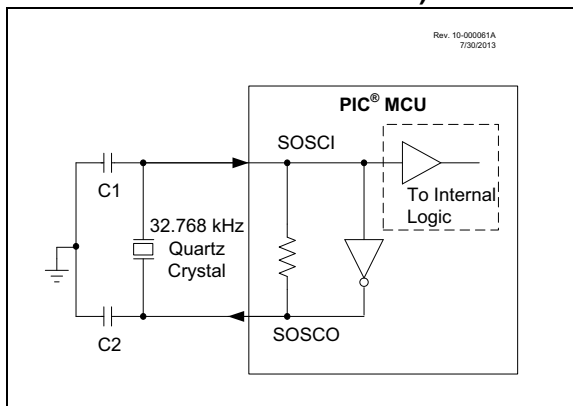 Rev. 10-000061A
7/30/2013
PIC® MCU
SOSCI
C1
To Internal
Logic
32.768 kHz
Quartz
Crystal
SOSCO
C2